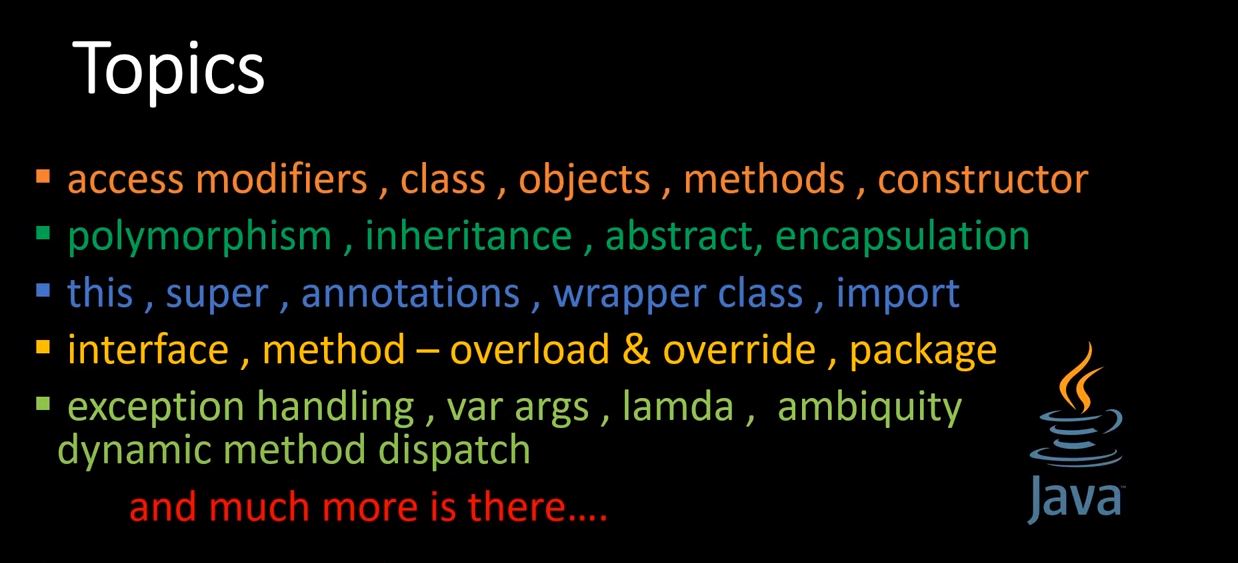 Topics
▪ access modifiers , class , objects , methods , constructor
▪ polymorphism , inheritance , abstract, encapsulation
▪ this , super , annotations , wrapper class , import
▪ interface , method – overload & override , package
▪ exception handling , var args , lamda ,  ambiquity
dynamic method dispatch
and much more is there....
Java™